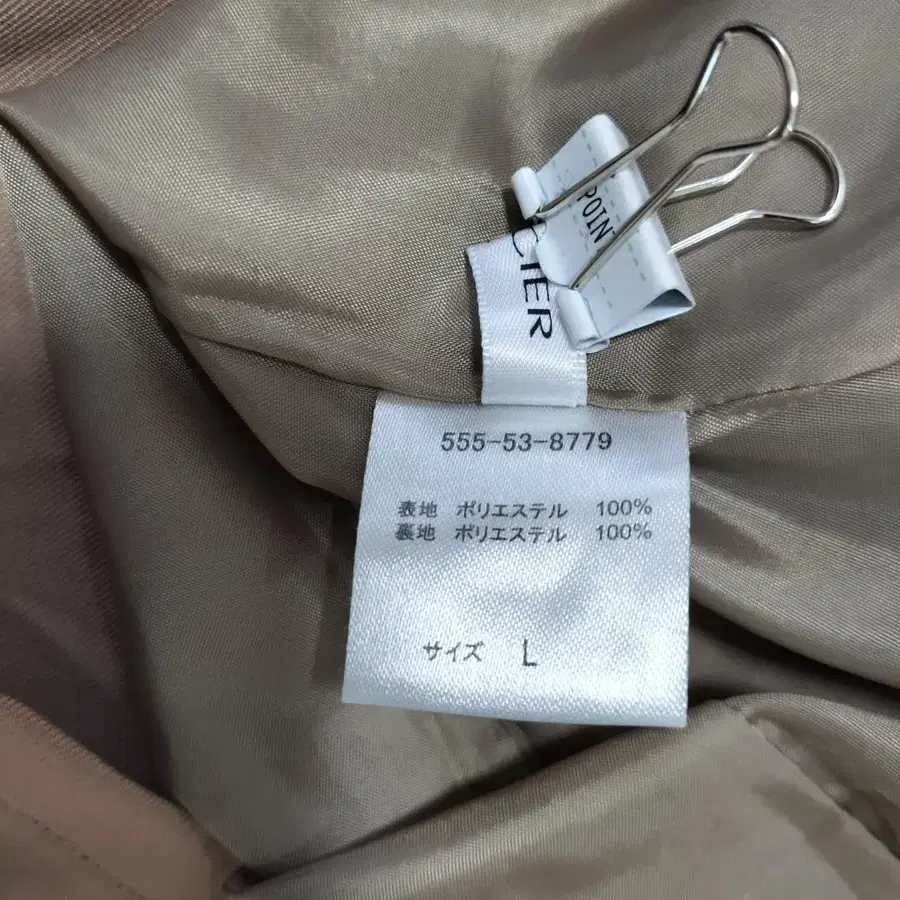 POINT
CIER
555-53-8779
表地 ポリエステル 100%
裏地 ポリエステル 100%
サイズ L